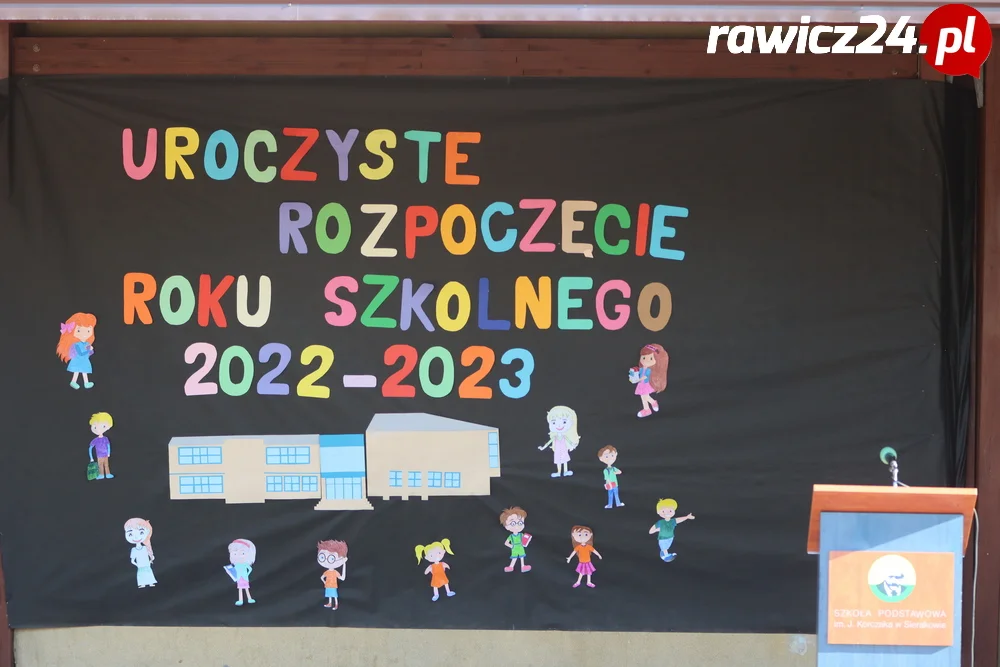 rawicz24.pl
UROCZYSTE
ROZPOCZĘCIE
ROKU SZKOLNEGO
2022-2023
SZKOŁA PODSTAWOWA
im. J. Korczaka w Sierakowie